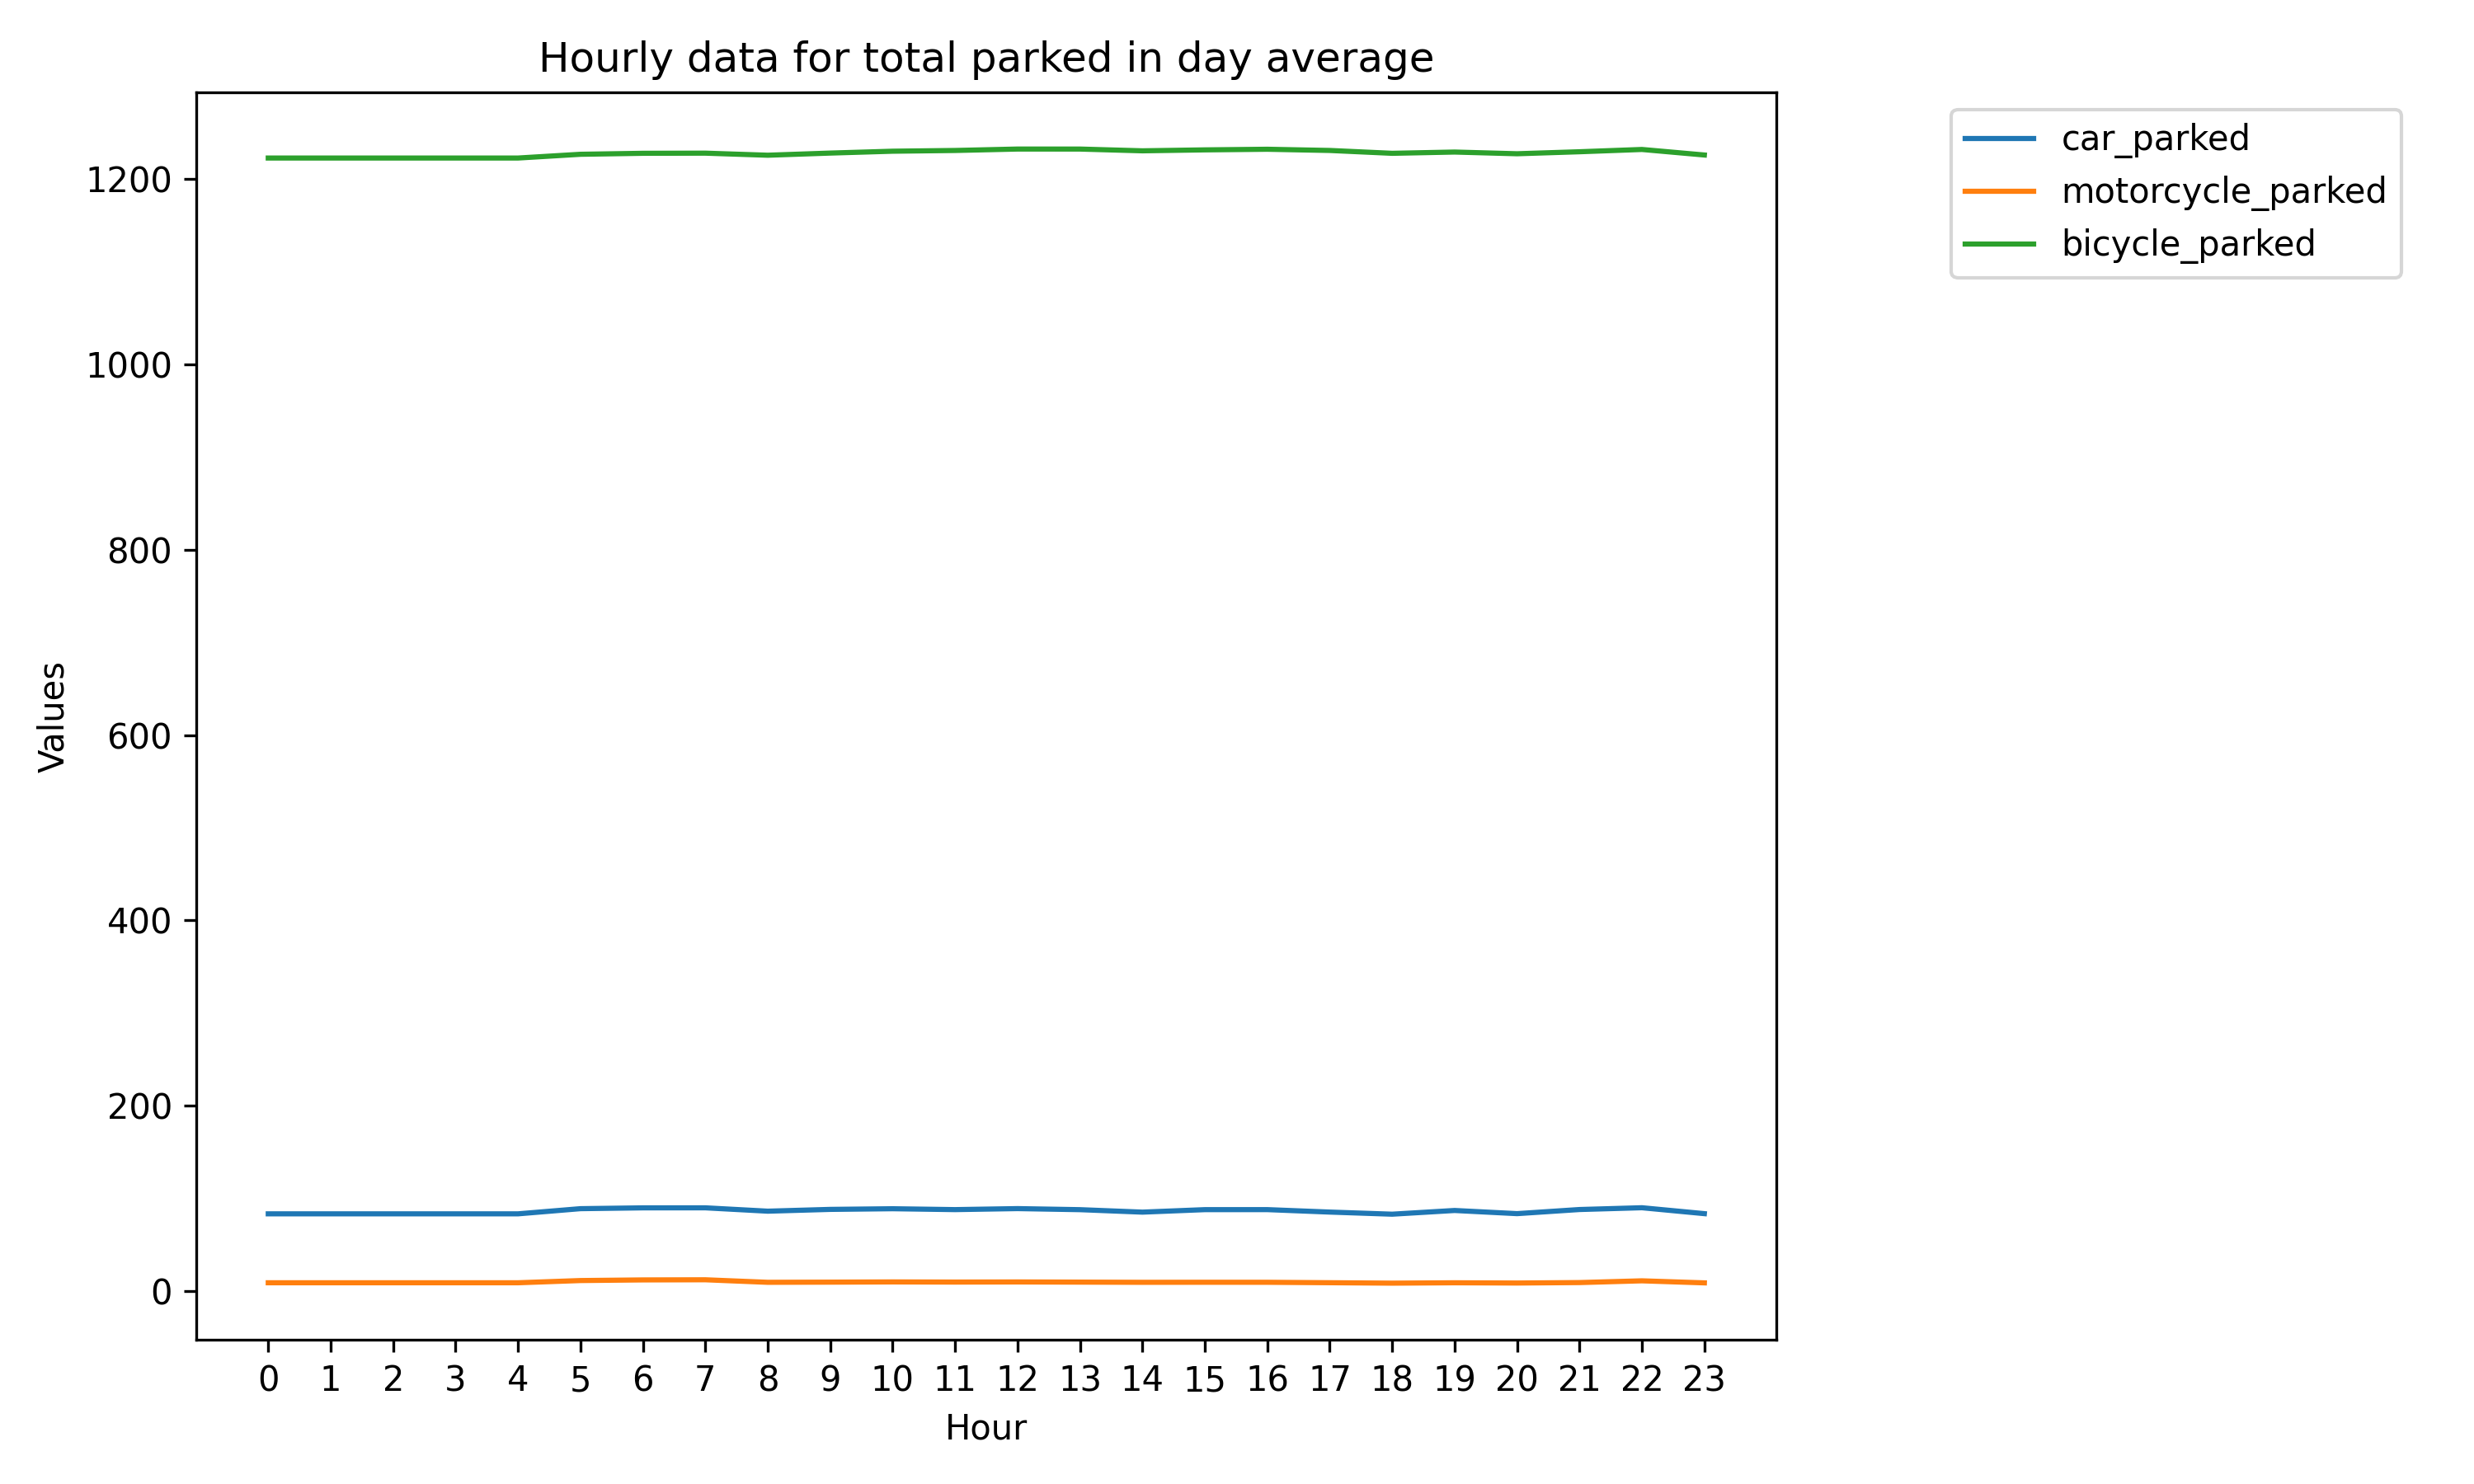 Hourly data for total parked in day average
car_parked
motorcycle_parked
bicycle_parked
1200
1000
800
600
400
200
0
Values
0 1 2 3 4 5 6 7 8 9 10 11 12 13 14 15 16 17 18 19 20 21 22 23
Hour